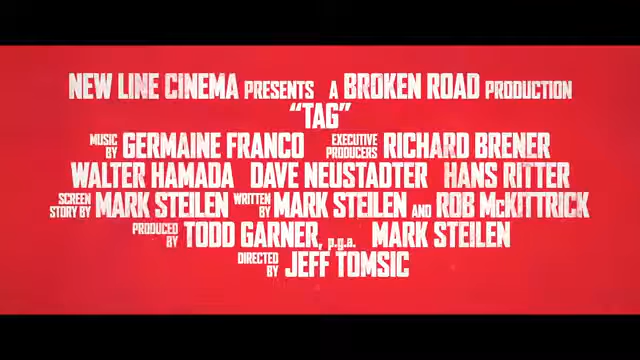 NEW LINE CINEMA PRESENTS A BROKEN ROAD PRODUCTION
"TAG"
MUSIC BY GERMAINE FRANCO EXECUTIVE PRODUCERS RICHARD BRENER
WALTER HAMADA DAVE NEUSTADTER HANS RITTER
SCREEN STORY BY MARK STEILEN WRITTEN BY MARK STEILEN AND ROB McKITTRICK
PRODUCED BY TODD GARNER, p.g.a. MARK STEILEN
DIRECTED BY JEFF TOMSIC